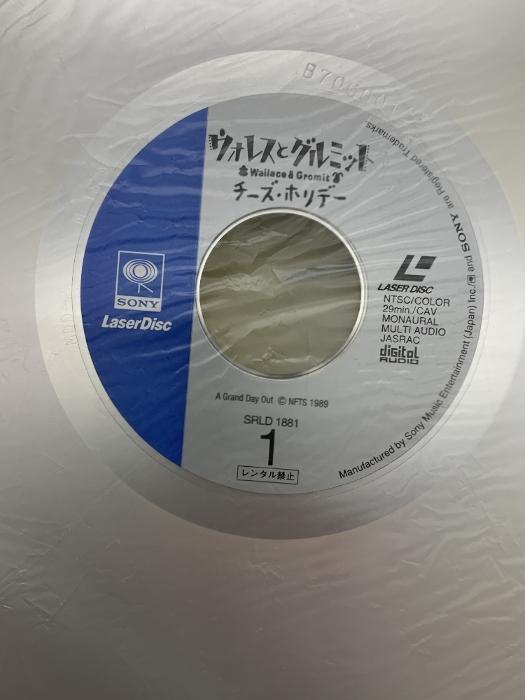 ウォレスとグルミット
Wallace & Gromit
チーズ・ホリデー
SONY
LaserDisc
LASER DISC
NTSC/COLOR
29min./CAV
MONAURAL
MULTI AUDIO
JASRAC
digital
AUDIO
A Grand Day Out © NFTS 1989
SRLD 1881
1
レンタル禁止
Manufactured by Sony Music Entertainment (Japan) Inc./ and SONY are Registered Trademarks.